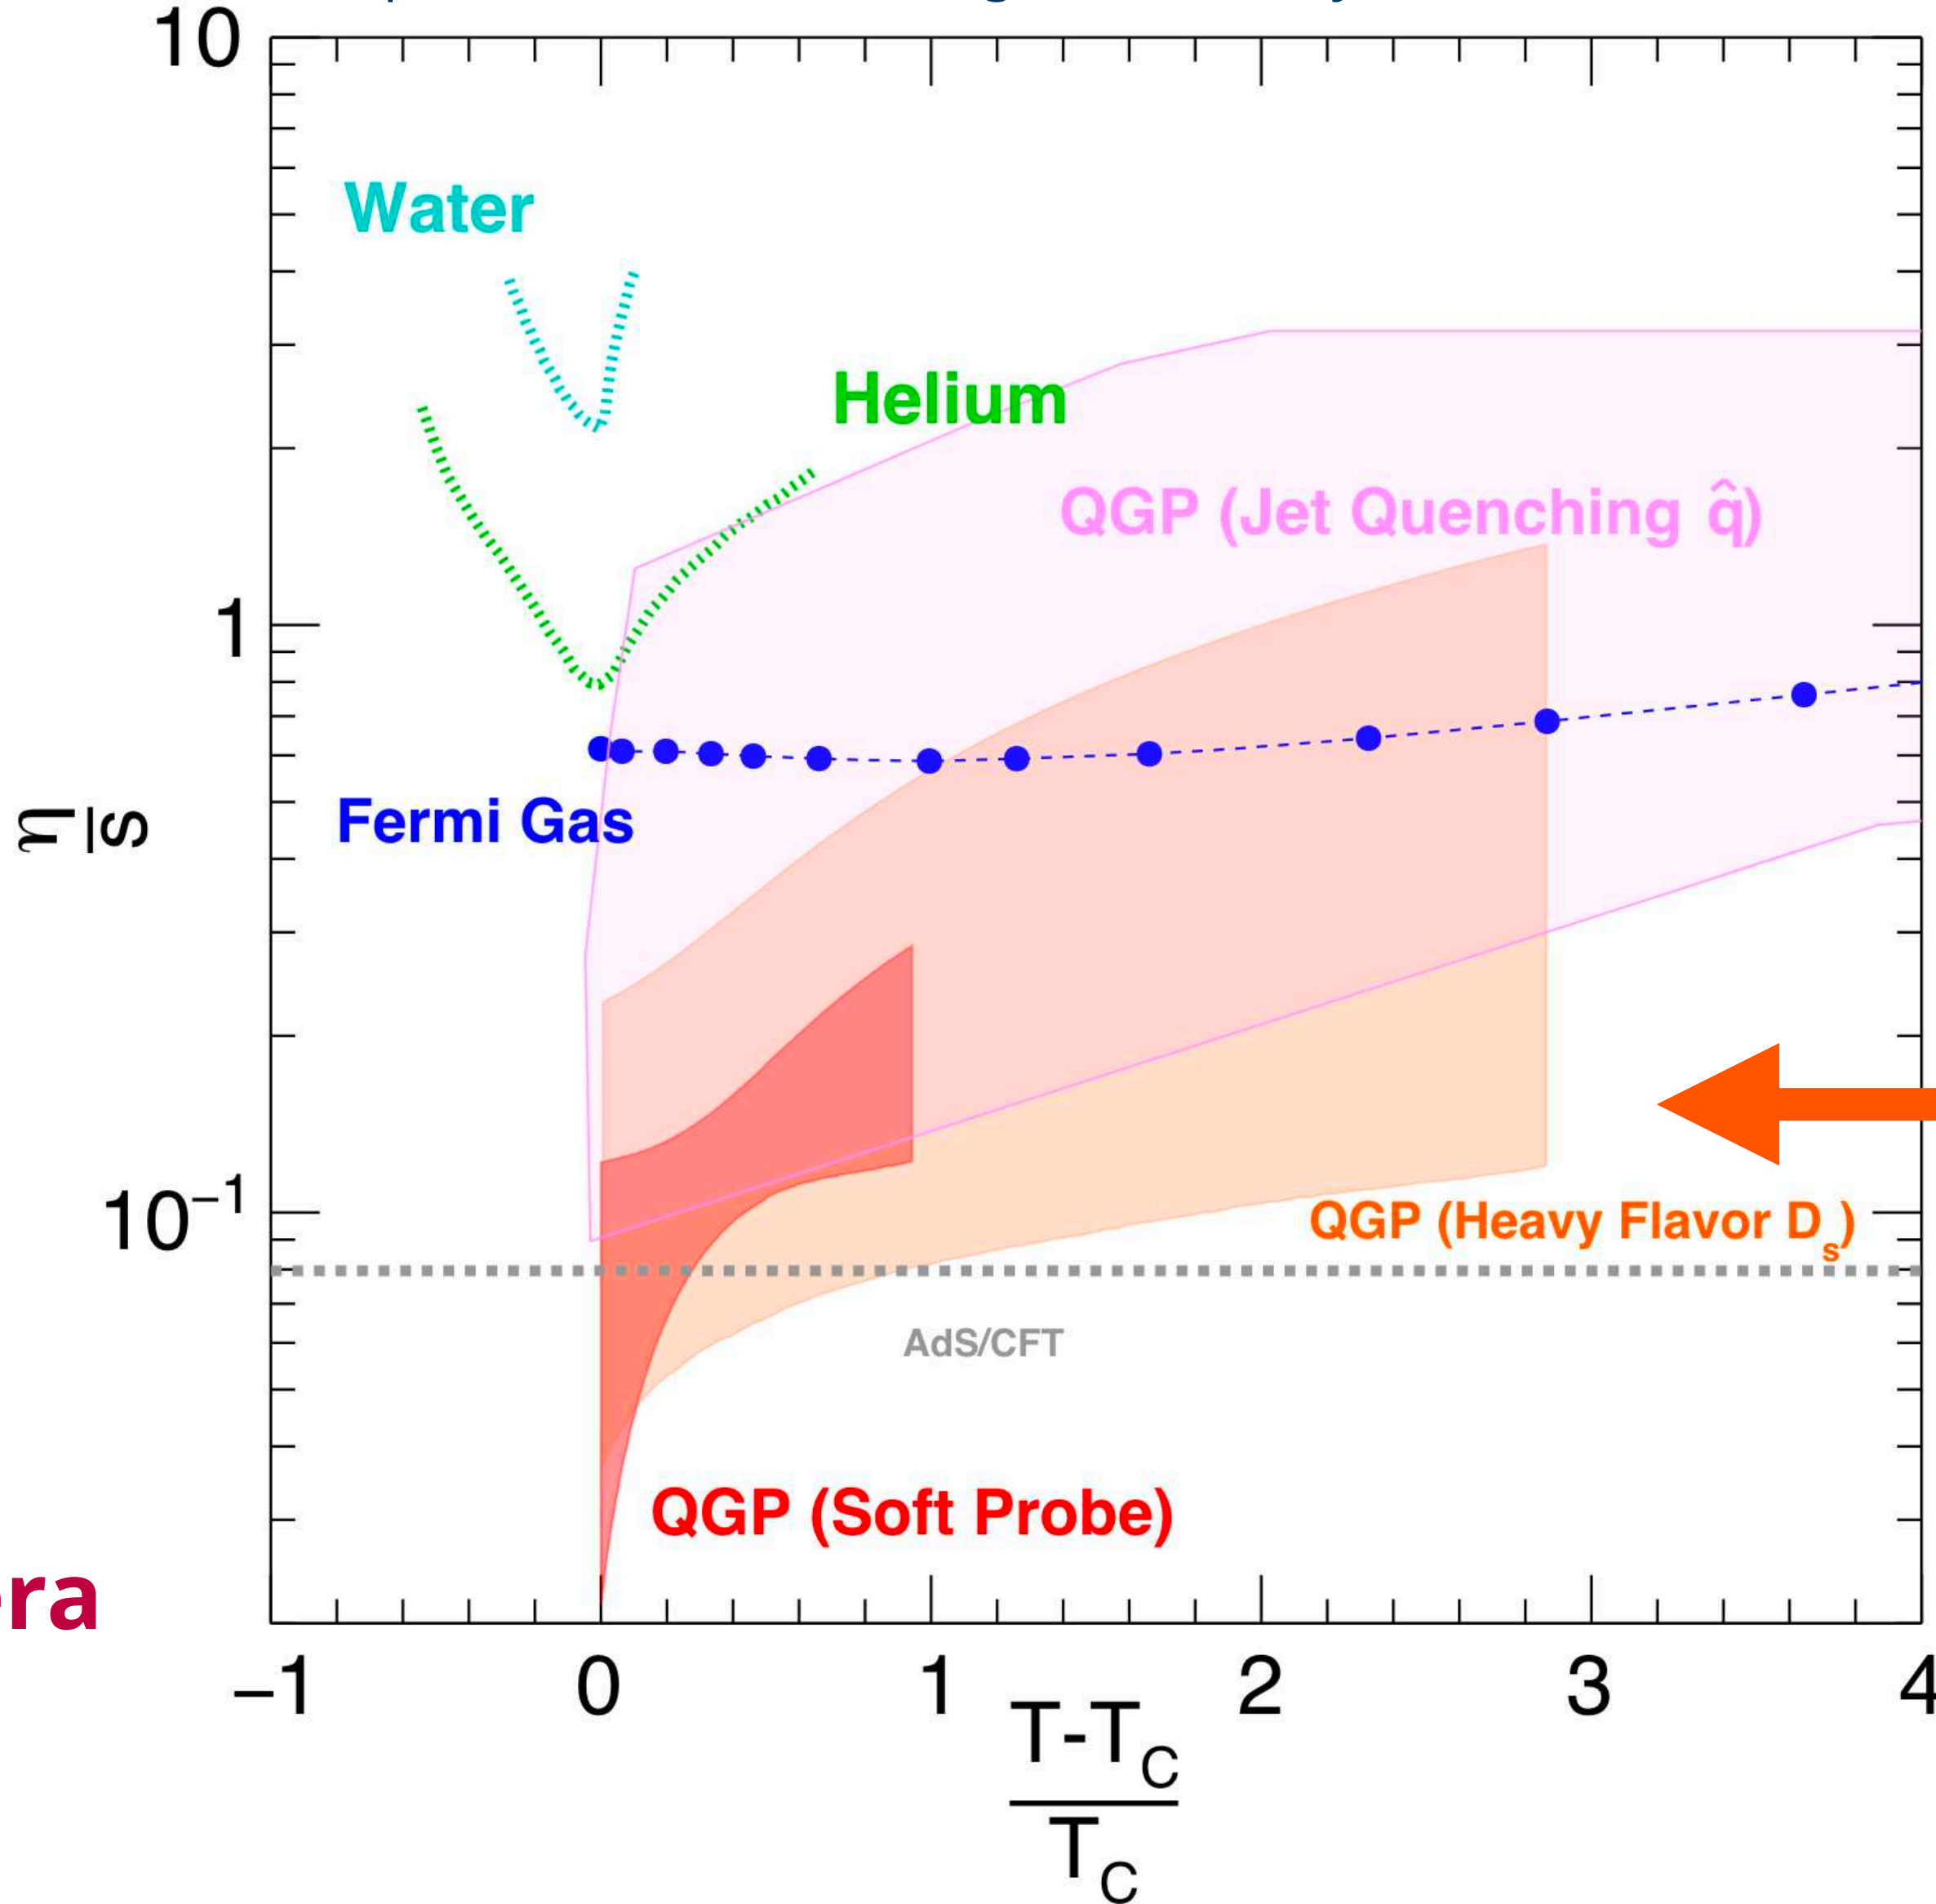 10
Water
Helium
QGP (Jet Quenching q̂)
1
Fermi Gas
η
s
10⁻¹
QGP (Heavy Flavor Dₛ)
AdS/CFT
QGP (Soft Probe)
era
−1 0 1 2 3 4
T-T_C
T_C